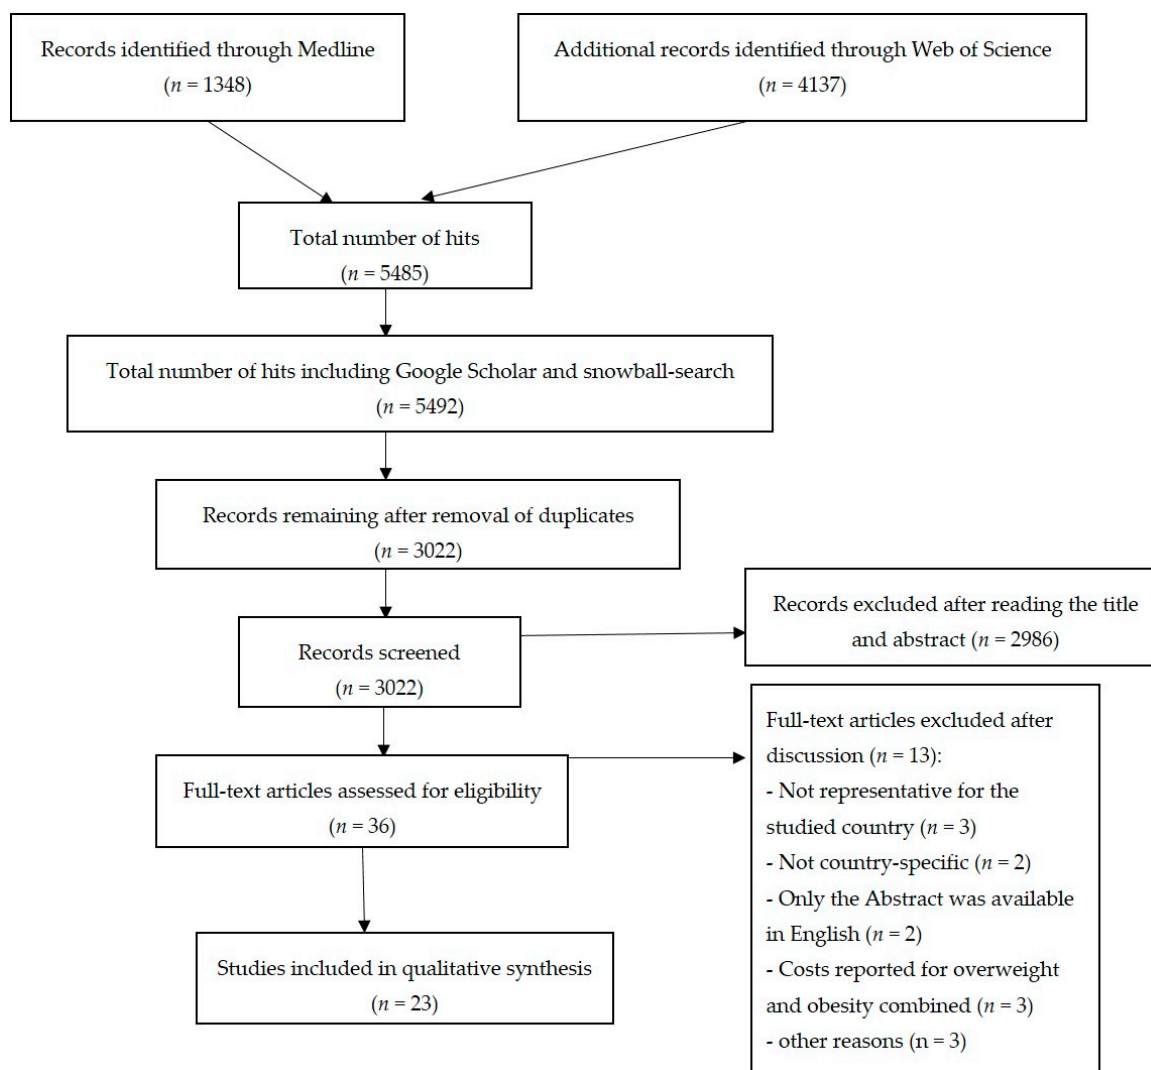 Records identified through Medline
(n = 1348)
Additional records identified through Web of Science
(n = 4137)
Total number of hits
(n = 5485)
Total number of hits including Google Scholar and snowball-search
(n = 5492)
Records remaining after removal of duplicates
(n = 3022)
Records screened
(n = 3022)
Records excluded after reading the title
and abstract (n = 2986)
Full-text articles assessed for eligibility
(n = 36)
Full-text articles excluded after
discussion (n = 13):
- Not representative for the
studied country (n = 3)
- Not country-specific (n = 2)
- Only the Abstract was available
in English (n = 2)
- Costs reported for overweight
and obesity combined (n = 3)
- other reasons (n = 3)
Studies included in qualitative synthesis
(n = 23)